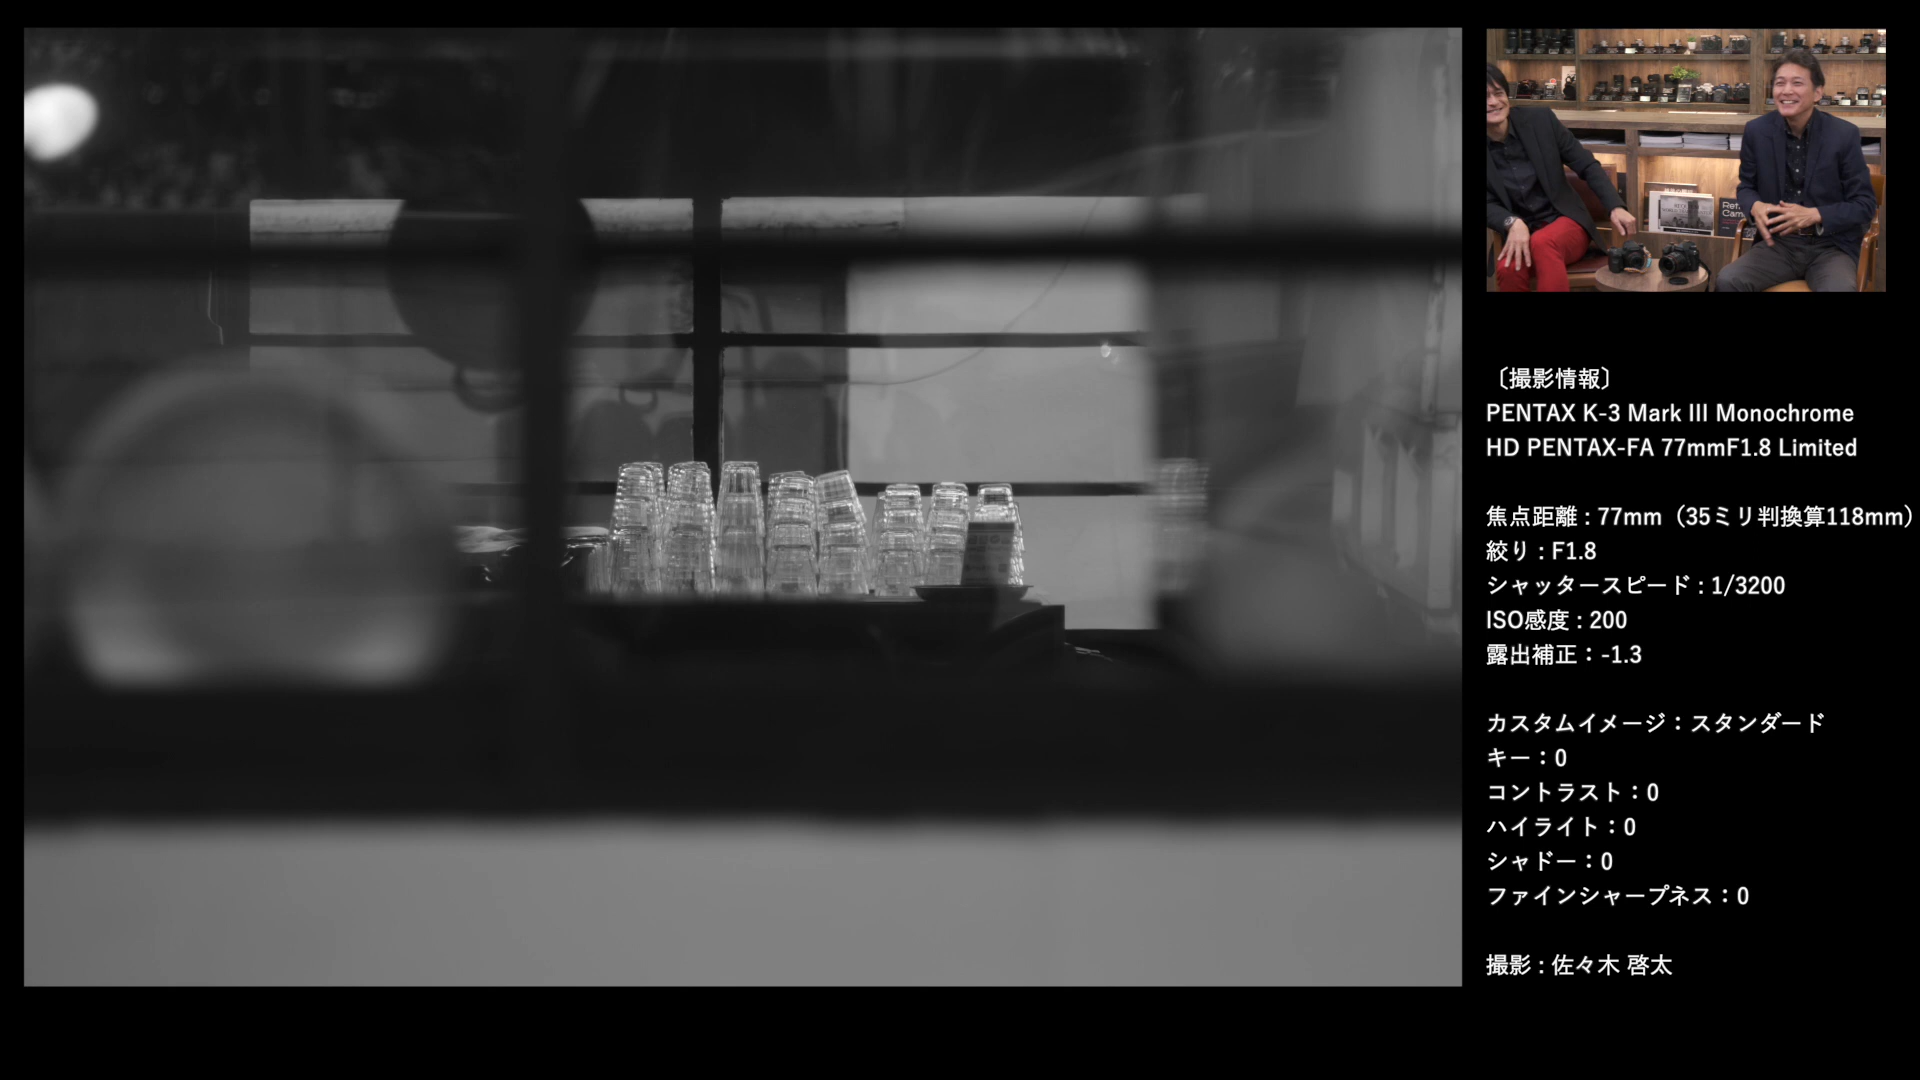 Ref
Cam
〔撮影情報〕
PENTAX K-3 Mark III Monochrome
HD PENTAX-FA 77mmF1.8 Limited
焦点距離 : 77mm（35ミリ判換算118mm）
絞り : F1.8
シャッタースピード : 1/3200
ISO感度 : 200
露出補正：-1.3
カスタムイメージ：スタンダード
キー：0
コントラスト：0
ハイライト：0
シャドー：0
ファインシャープネス：0
撮影 : 佐々木 啓太